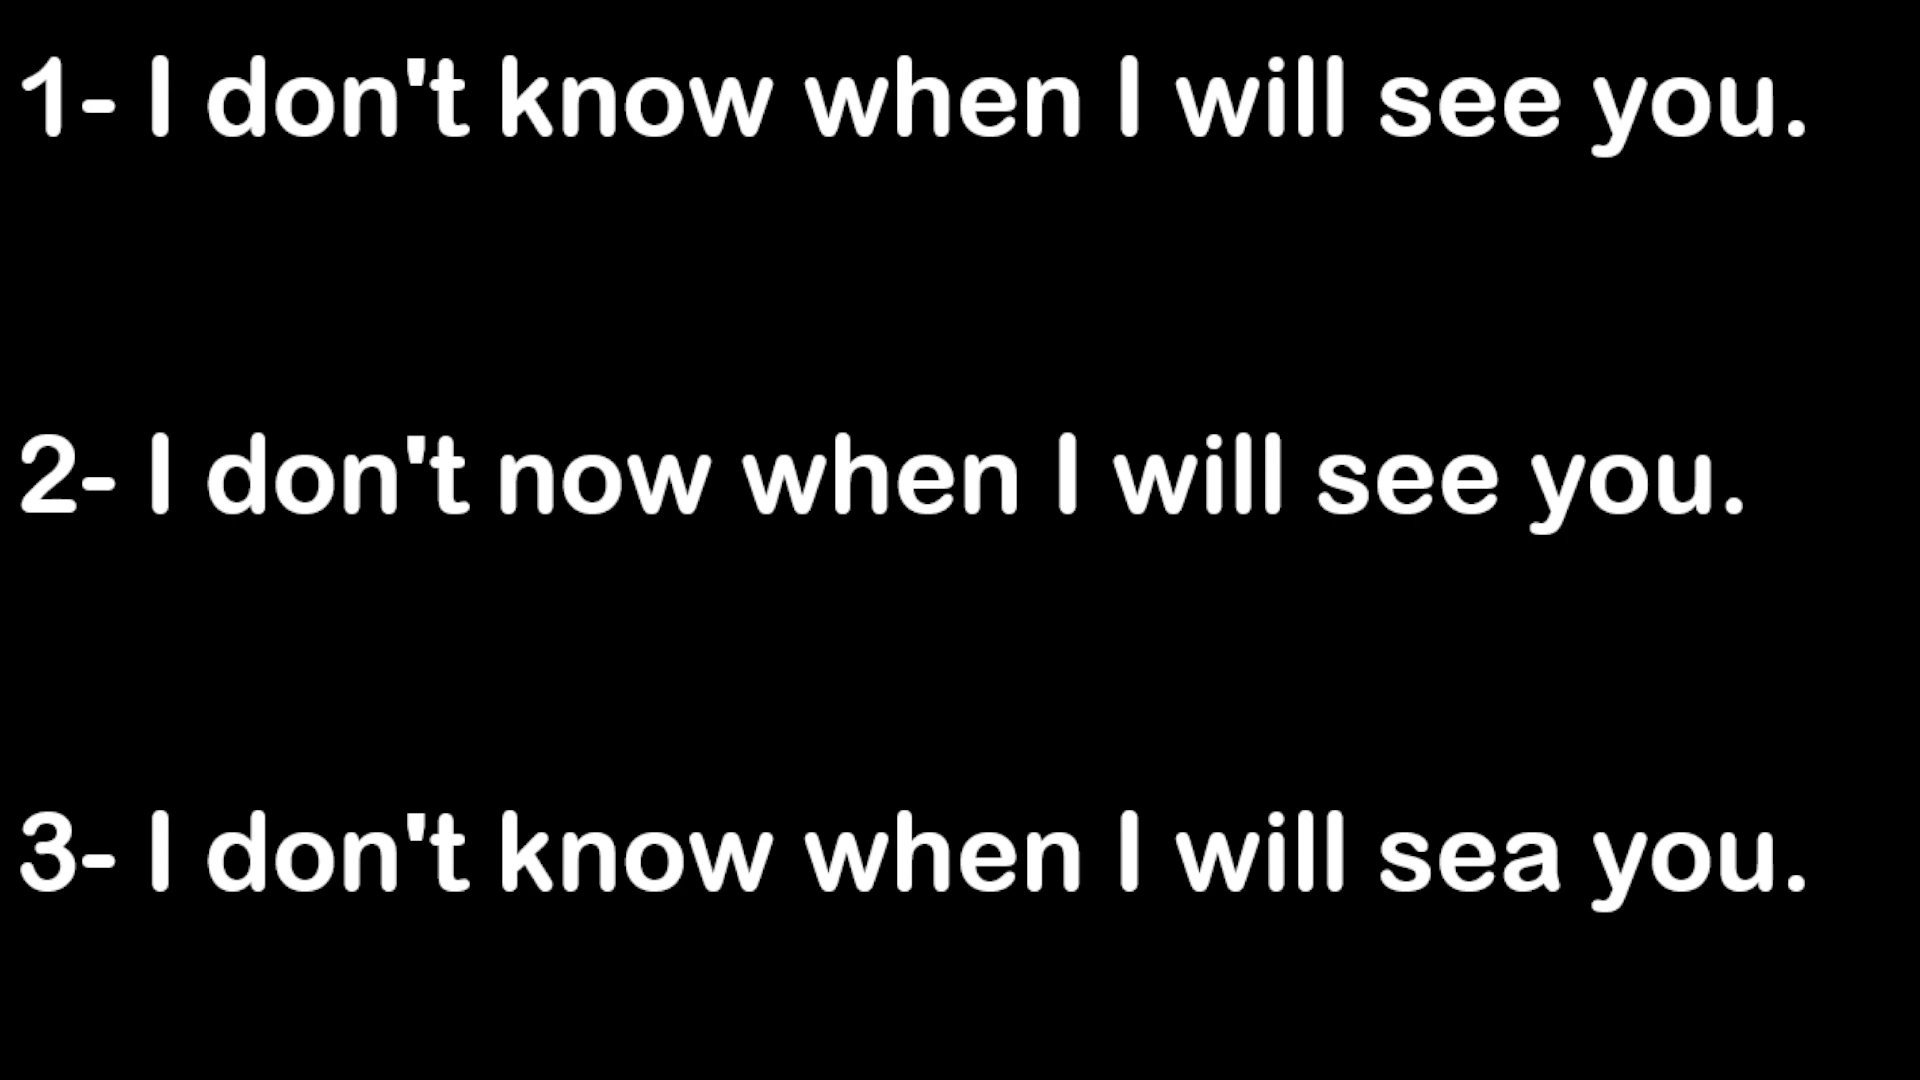 1- I don't know when I will see you.
2- I don't now when I will see you.
3- I don't know when I will sea you.